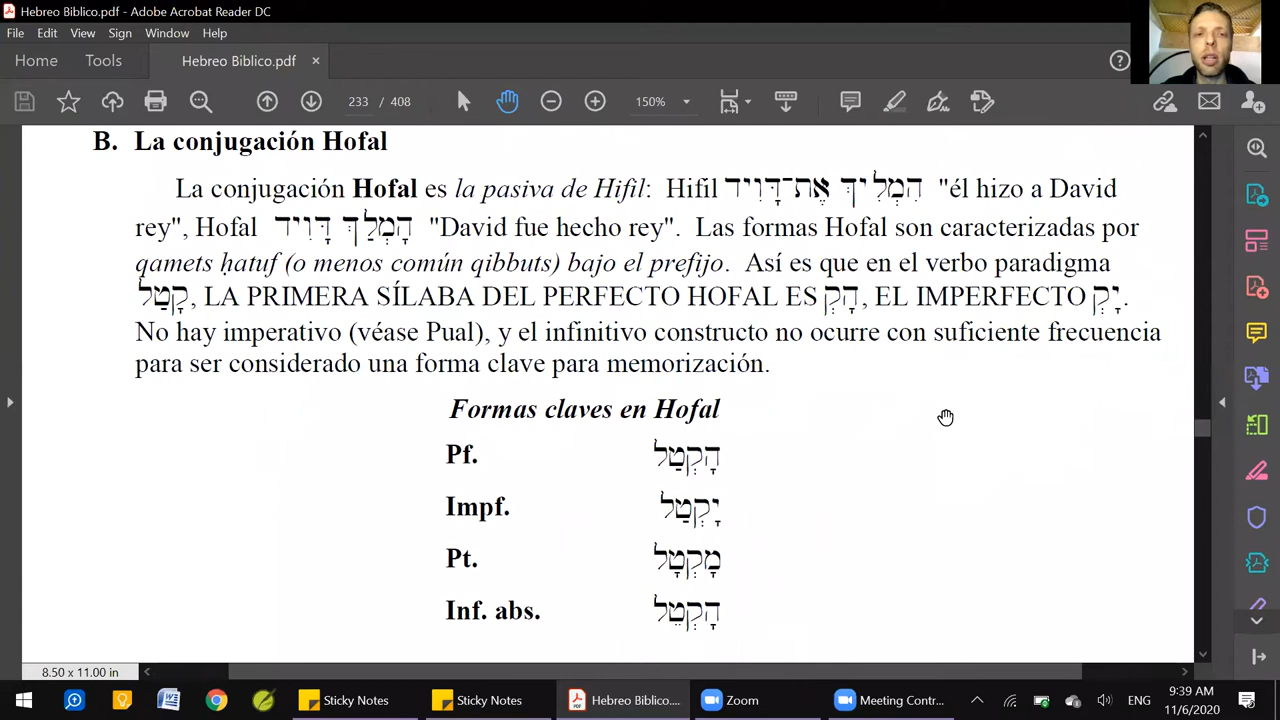 Hebreo Biblico.pdf - Adobe Acrobat Reader DC
File Edit View Sign Window Help
Home Tools Hebreo Biblico.pdf ×
233 / 408 150%
B. La conjugación Hofal
La conjugación Hofal es la pasiva de Hifil: Hifil הִמְלִיךְ אֶת־דָּוִיד "él hizo a David
rey", Hofal הָמְלַךְ דָּוִיד "David fue hecho rey". Las formas Hofal son caracterizadas por
qamets ḥatuf (o menos común qibbuts) bajo el prefijo. Así es que en el verbo paradigma
קָטַל, LA PRIMERA SÍLABA DEL PERFECTO HOFAL ES הָקְ, EL IMPERFECTO יָקְ.
No hay imperativo (véase Pual), y el infinitivo constructo no ocurre con suficiente frecuencia
para ser considerado una forma clave para memorización.
Formas claves en Hofal
Pf. הָקְטַל
Impf. יָקְטַל
Pt. מָקְטָל
Inf. abs. הָקְטֵל
8.50 x 11.00 in
Sticky Notes Sticky Notes Hebreo Biblico.... Zoom Meeting Contr... ENG 9:39 AM
11/6/2020